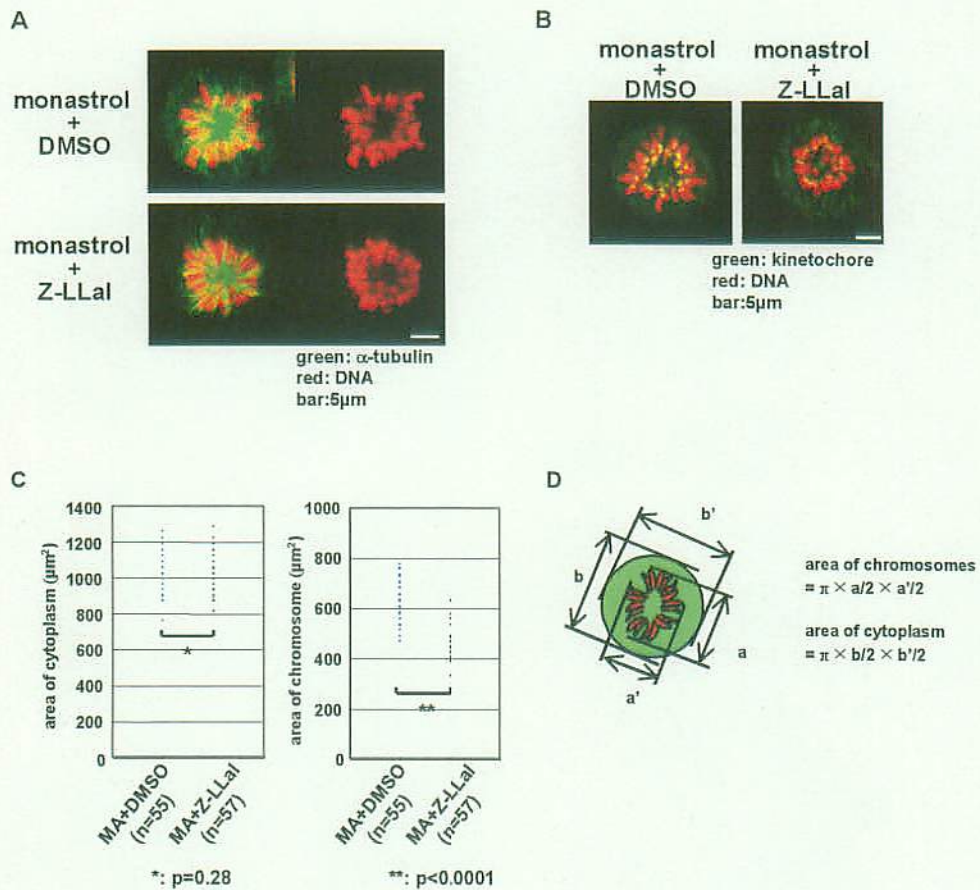 A
monastrol
+
DMSO
monastrol
+
Z-LLal
green: α-tubulin
red: DNA
bar:5μm
B
monastrol
+
DMSO
monastrol
+
Z-LLal
green: kinetochore
red: DNA
bar:5μm
C
area of cytoplasm (μm²)
1400
1200
1000
800
600
400
200
0
*
MA+DMSO
(n=55)
MA+Z-LLal
(n=57)
*: p=0.28
area of chromosome (μm²)
1000
800
600
400
200
0
**
MA+DMSO
(n=55)
MA+Z-LLal
(n=57)
**: p<0.0001
D
b'
b
a
a'
area of chromosomes
= π × a/2 × a'/2
area of cytoplasm
= π × b/2 × b'/2